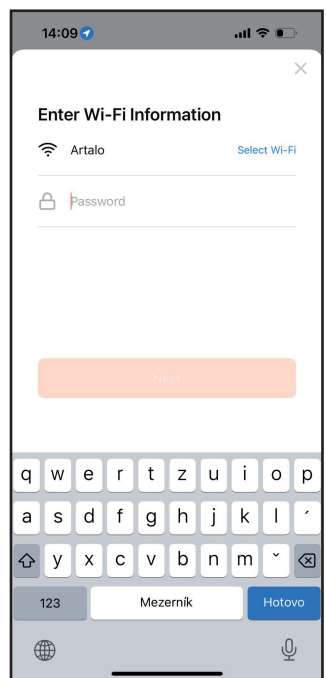 14:09
Enter Wi-Fi Information
Artalo Select Wi-Fi
Password
Next
q w e r t z u i o p
a s d f g h j k l ´
y x c v b n m ˇ
123 Mezerník Hotovo